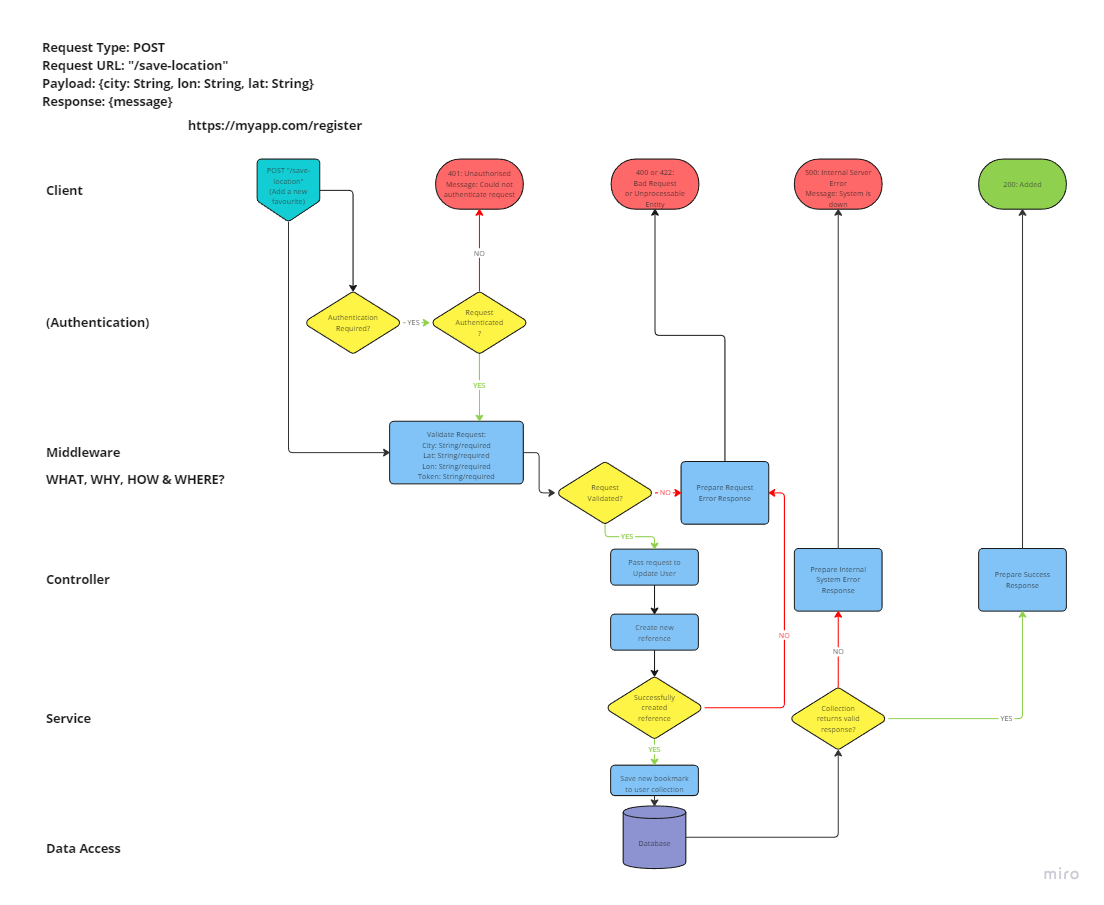 Request Type: POST
Request URL: "/save-location"
Payload: {city: String, lon: String, lat: String}
Response: {message}
https://myapp.com/register
Client
POST "/save-
location"
(Add a new
favourite)
401: Unauthorised
Message: Could not
authenticate request
400 or 422:
Bad Request
or Unprocessable
Entity
500: Internal Server
Error
Message: System is
down
200: Added
NO
(Authentication)
Authentication
Required?
YES
Request
Authenticated
?
YES
Middleware
WHAT, WHY, HOW & WHERE?
Validate Request:
City: String/required
Lat: String/required
Lon: String/required
Token: String/required
Request
Validated?
NO
Prepare Request
Error Response
YES
Controller
Pass request to
Update User
Prepare Internal
System Error
Response
Prepare Success
Response
Create new
reference
NO
NO
Service
Successfully
created
reference
Collection
returns valid
response?
YES
YES
Save new bookmark
to user collection
Data Access
Database
miro